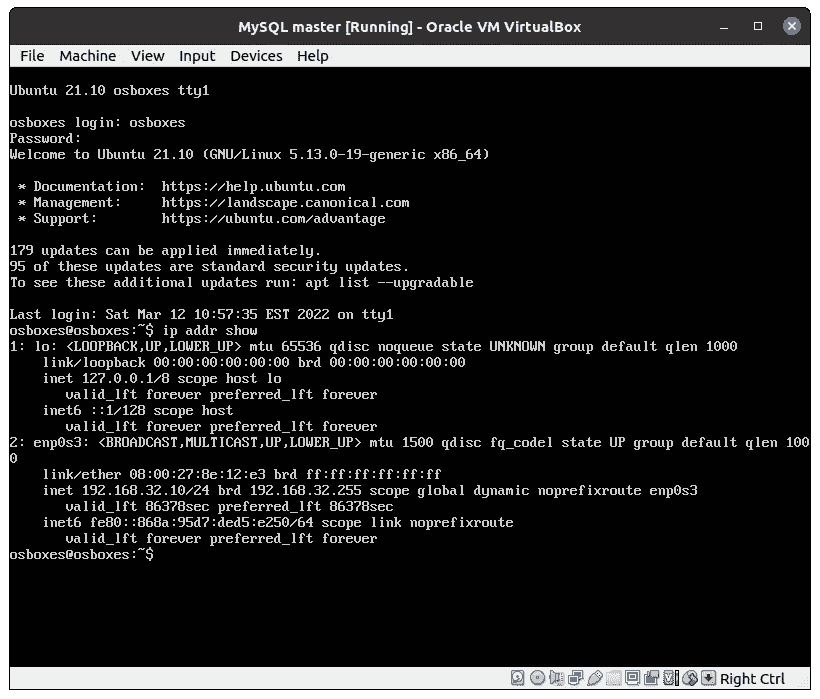 MySQL master [Running] - Oracle VM VirtualBox
File Machine View Input Devices Help
Ubuntu 21.10 osboxes tty1
osboxes login: osboxes
Password:
Welcome to Ubuntu 21.10 (GNU/Linux 5.13.0-19-generic x86_64)
* Documentation: https://help.ubuntu.com
* Management: https://landscape.canonical.com
* Support: https://ubuntu.com/advantage
179 updates can be applied immediately.
95 of these updates are standard security updates.
To see these additional updates run: apt list --upgradable
Last login: Sat Mar 12 10:57:35 EST 2022 on tty1
osboxes@osboxes:~$ ip addr show
1: lo: <LOOPBACK,UP,LOWER_UP> mtu 65536 qdisc noqueue state UNKNOWN group default qlen 1000
link/loopback 00:00:00:00:00:00 brd 00:00:00:00:00:00
inet 127.0.0.1/8 scope host lo
valid_lft forever preferred_lft forever
inet6 ::1/128 scope host
valid_lft forever preferred_lft forever
2: enp0s3: <BROADCAST,MULTICAST,UP,LOWER_UP> mtu 1500 qdisc fq_codel state UP group default qlen 100
0
link/ether 08:00:27:8e:12:e3 brd ff:ff:ff:ff:ff:ff
inet 192.168.32.10/24 brd 192.168.32.255 scope global dynamic noprefixroute enp0s3
valid_lft 86378sec preferred_lft 86378sec
inet6 fe80::868a:95d7:ded5:e250/64 scope link noprefixroute
valid_lft forever preferred_lft forever
osboxes@osboxes:~$
Right Ctrl